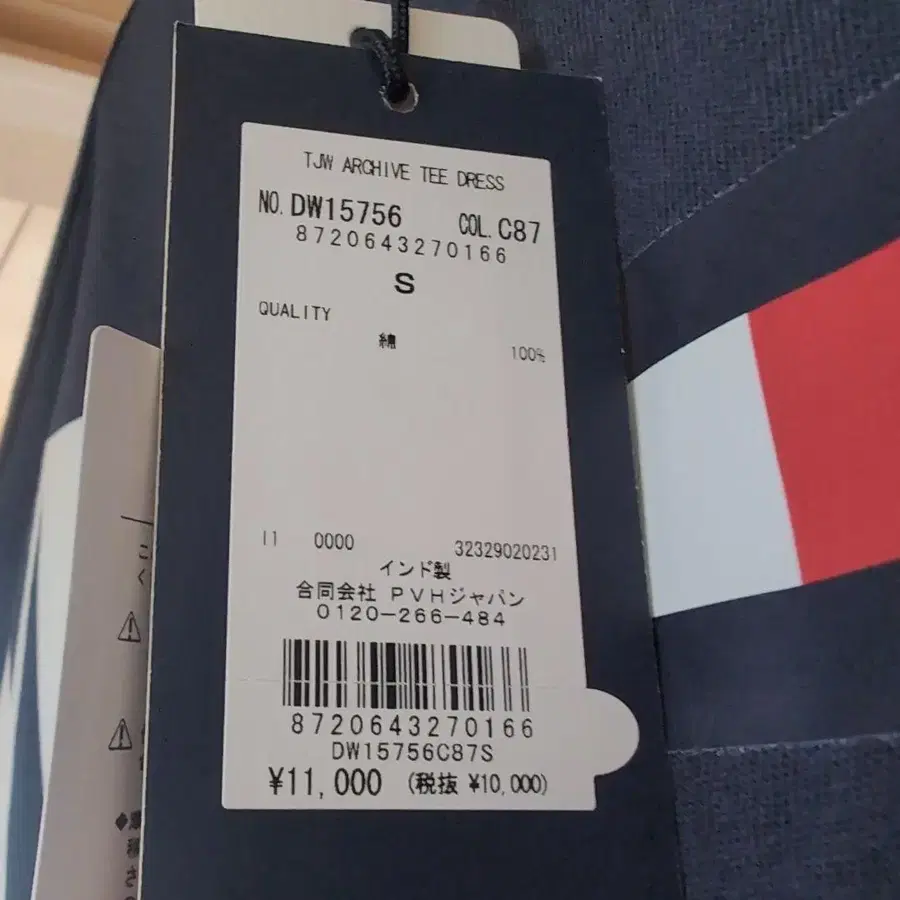 TJW ARCHIVE TEE DRESS
NO. DW15756 COL. C87
8720643270166
S
QUALITY
綿 100%
I1 0000 32329020231
インド製
合同会社 PVHジャパン
0120-266-484
8720643270166
DW15756C87S
¥11,000 (税抜 ¥10,000)